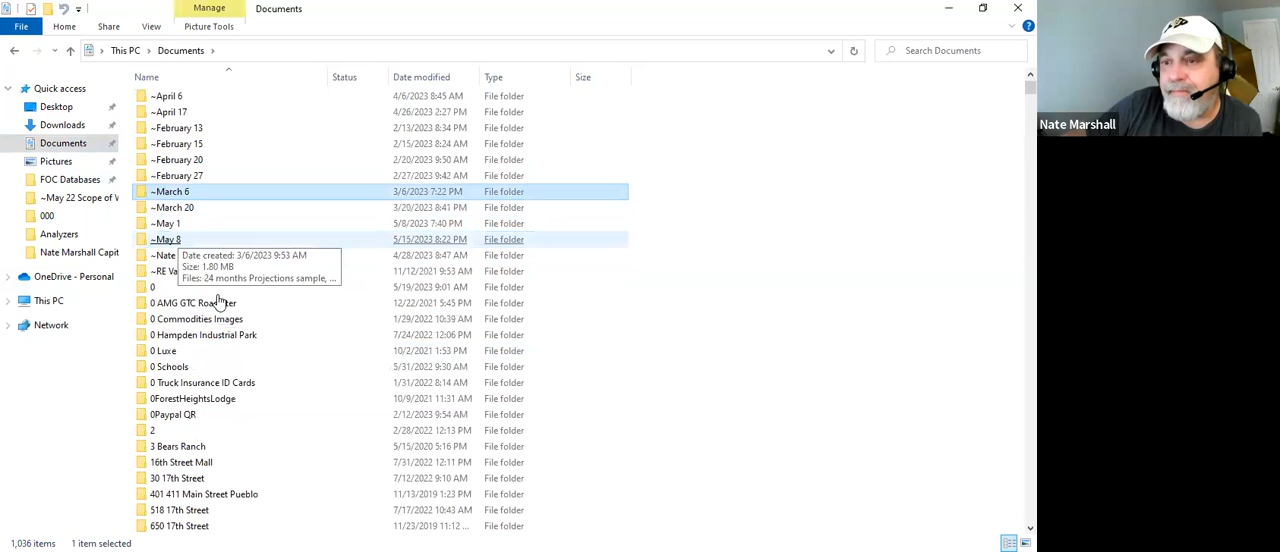 Manage
Documents
File
Home
Share
View
Picture Tools
This PC
Documents
Search Documents
Name
Status
Date modified
Type
Size
Quick access
Desktop
Downloads
Documents
Pictures
FOC Databases
~May 22 Scope of
000
Analyzers
Nate Marshall Capit
OneDrive - Personal
This PC
Network
~April 6 4/6/2023 8:45 AM File folder
~April 17 4/26/2023 2:27 PM File folder
~February 13 2/13/2023 8:34 PM File folder
~February 15 2/15/2023 8:24 AM File folder
~February 20 2/20/2023 9:50 AM File folder
~February 27 2/27/2023 9:42 AM File folder
~March 6 3/6/2023 7:22 PM File folder
~March 20 3/20/2023 8:41 PM File folder
~May 1 5/8/2023 7:40 PM File folder
~May 8 5/15/2023 8:22 PM File folder
~Nate 4/28/2023 8:47 AM File folder
~RE Va 11/12/2021 9:53 AM File folder
0 5/15/2023 9:01 AM File folder
0 AMG GTC Roadster 12/22/2021 5:45 PM File folder
0 Commodities Images 1/29/2022 10:39 AM File folder
0 Hampden Industrial Park 7/24/2022 12:06 PM File folder
0 Luxe 10/2/2021 1:53 PM File folder
0 Schools 5/31/2022 9:30 AM File folder
0 Truck Insurance ID Cards 1/31/2022 8:14 AM File folder
0ForestHeightsLodge 10/9/2021 11:31 AM File folder
0Paypal QR 2/12/2023 9:54 AM File folder
2 2/28/2022 12:13 PM File folder
3 Bears Ranch 5/15/2020 5:16 PM File folder
16th Street Mall 7/31/2022 12:11 PM File folder
30 17th Street 7/12/2022 9:10 AM File folder
401 411 Main Street Pueblo 11/13/2019 1:23 PM File folder
518 17th Street 7/17/2022 10:43 AM File folder
650 17th Street 11/23/2019 11:12 ... File folder
Date created: 3/6/2023 9:53 AM
Size: 1.80 MB
Files: 24 months Projections sample, ...
1,036 items
1 item selected
Nate Marshall